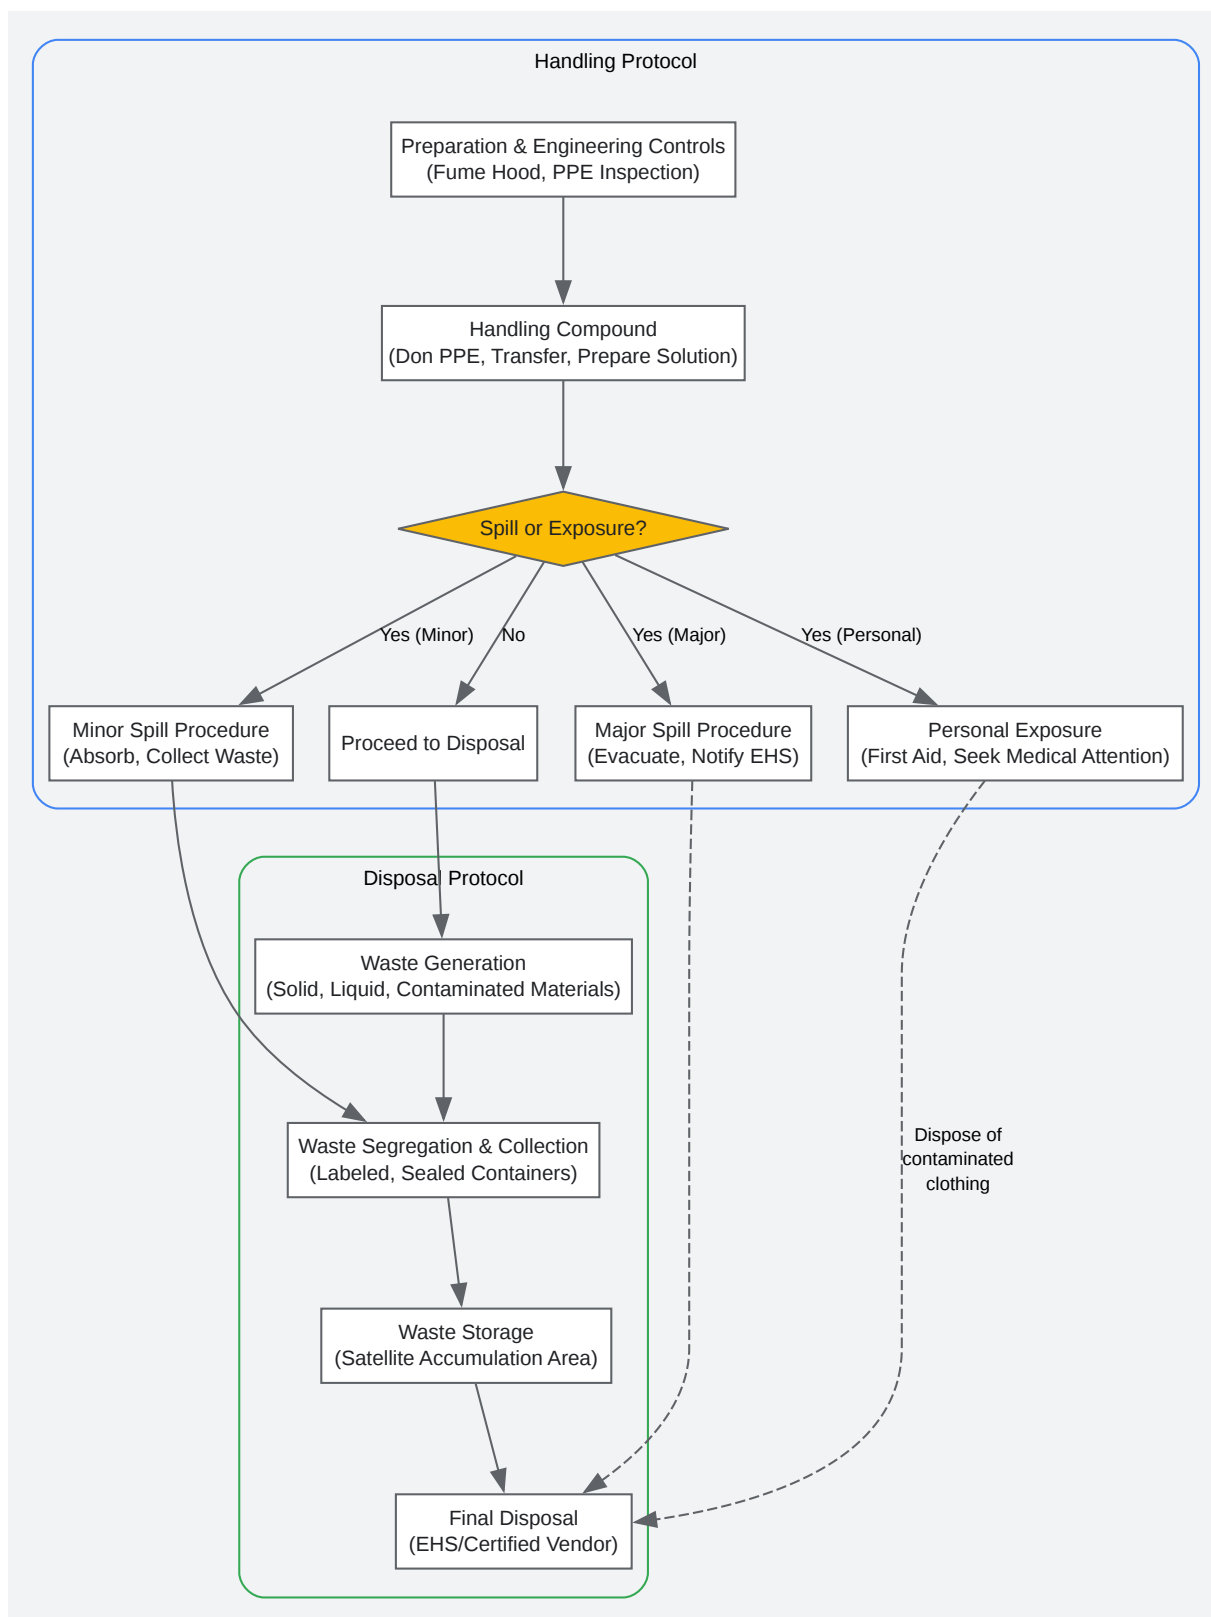 Handling Protocol
Preparation & Engineering Controls
(Fume Hood, PPE Inspection)
Handling Compound
(Don PPE, Transfer, Prepare Solution)
Spill or Exposure?
Yes (Minor)
No
Yes (Major)
Yes (Personal)
Minor Spill Procedure
(Absorb, Collect Waste)
Proceed to Disposal
Major Spill Procedure
(Evacuate, Notify EHS)
Personal Exposure
(First Aid, Seek Medical Attention)
Disposal Protocol
Waste Generation
(Solid, Liquid, Contaminated Materials)
Waste Segregation & Collection
(Labeled, Sealed Containers)
Dispose of
contaminated
clothing
Waste Storage
(Satellite Accumulation Area)
Final Disposal
(EHS/Certified Vendor)